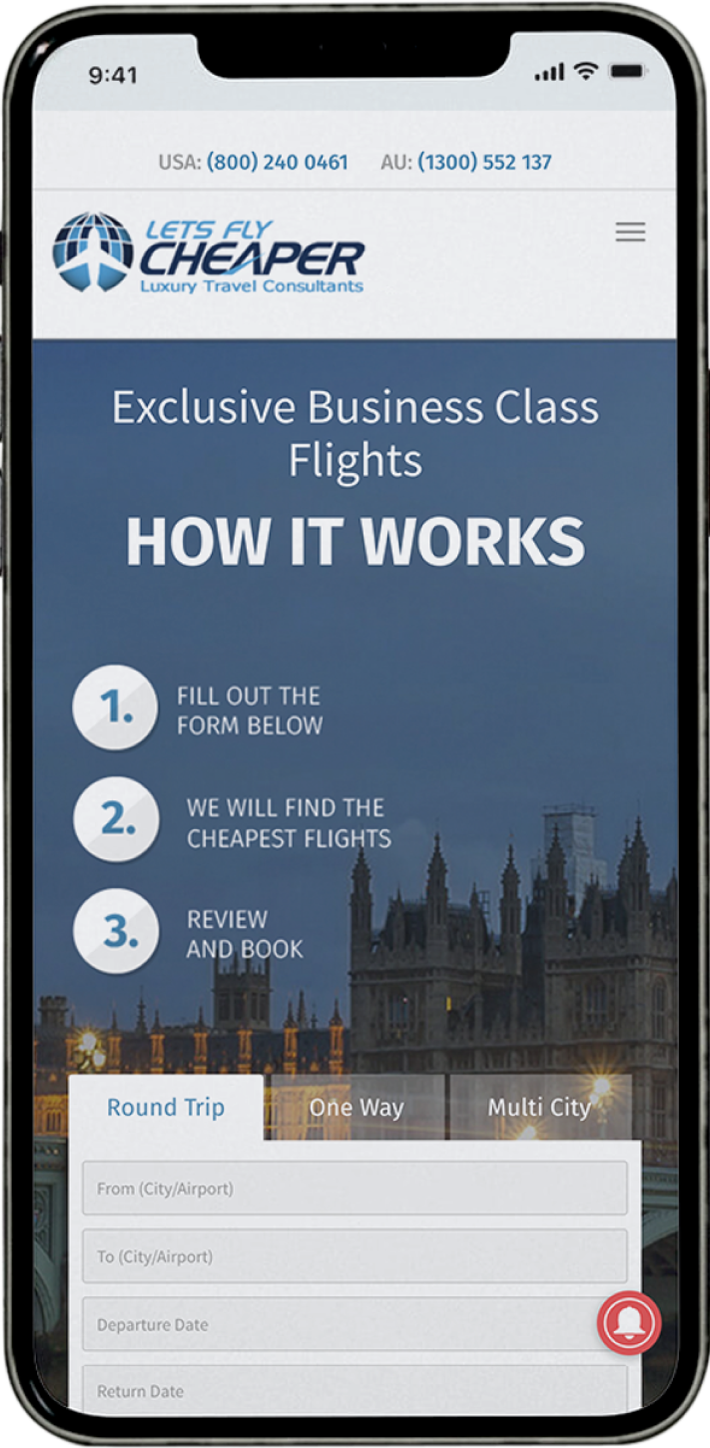 9:41
USA: (800) 240 0461 AU: (1300) 552 137
LETS FLY
CHEAPER
Luxury Travel Consultants
Exclusive Business Class
Flights
HOW IT WORKS
1. FILL OUT THE
FORM BELOW
2. WE WILL FIND THE
CHEAPEST FLIGHTS
3. REVIEW
AND BOOK
Round Trip One Way Multi City
From (City/Airport)
To (City/Airport)
Departure Date
Return Date